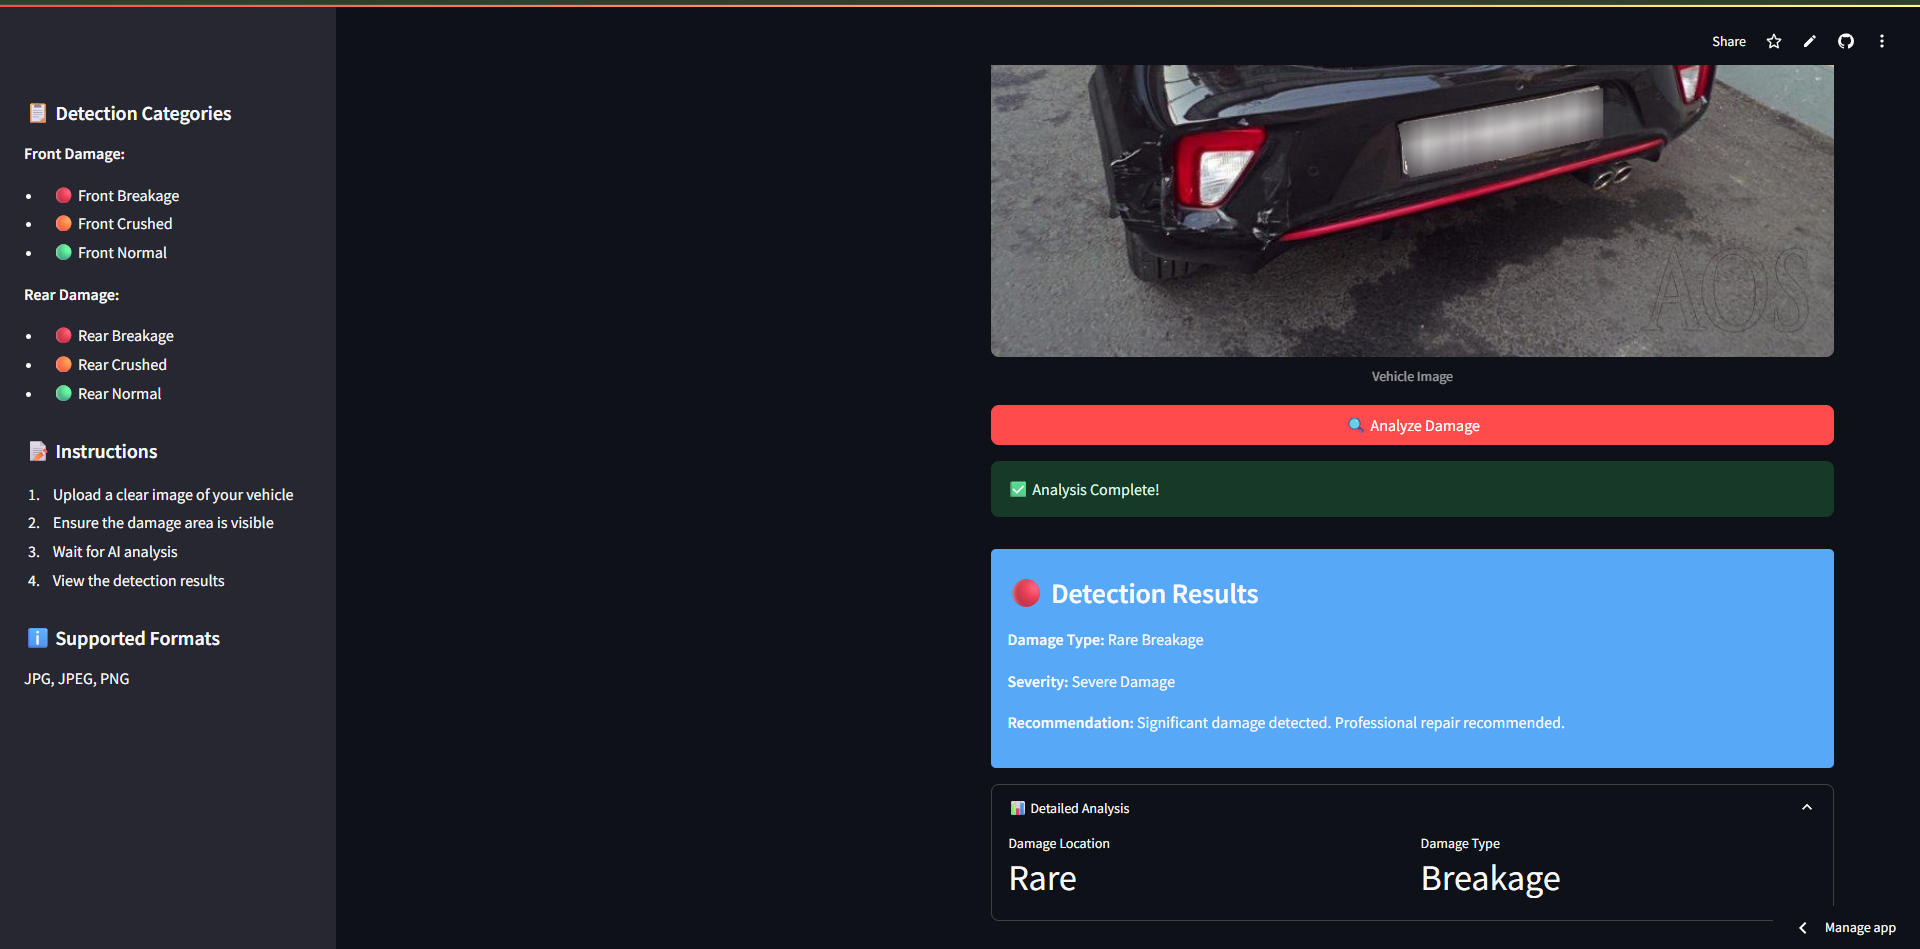 Share
Detection Categories
Front Damage:
Front Breakage
Front Crushed
Front Normal
Rear Damage:
Rear Breakage
Rear Crushed
Rear Normal
Instructions
1. Upload a clear image of your vehicle
2. Ensure the damage area is visible
3. Wait for AI analysis
4. View the detection results
Supported Formats
JPG, JPEG, PNG
AOS
Vehicle Image
Analyze Damage
Analysis Complete!
Detection Results
Damage Type: Rare Breakage
Severity: Severe Damage
Recommendation: Significant damage detected. Professional repair recommended.
Detailed Analysis
Damage Location
Rare
Damage Type
Breakage
Manage app